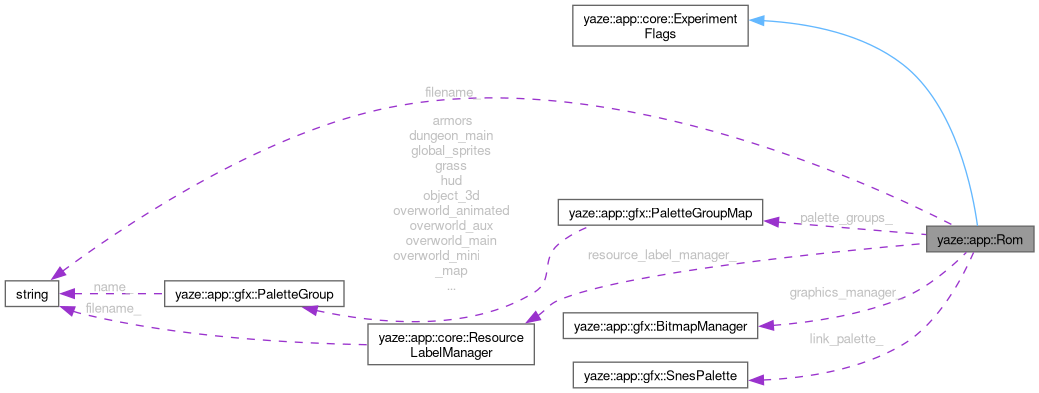 yaze::app::core::Experiment
Flags
filename_
armors
dungeon_main
global_sprites
grass
hud
object_3d
overworld_animated
overworld_aux
overworld_main
overworld_mini
_map
...
yaze::app::gfx::PaletteGroupMap
palette_groups_
yaze::app::Rom
resource_label_manager_
string
name_
yaze::app::gfx::PaletteGroup
graphics_manager
filename_
yaze::app::core::Resource
LabelManager
yaze::app::gfx::BitmapManager
link_palette_
yaze::app::gfx::SnesPalette